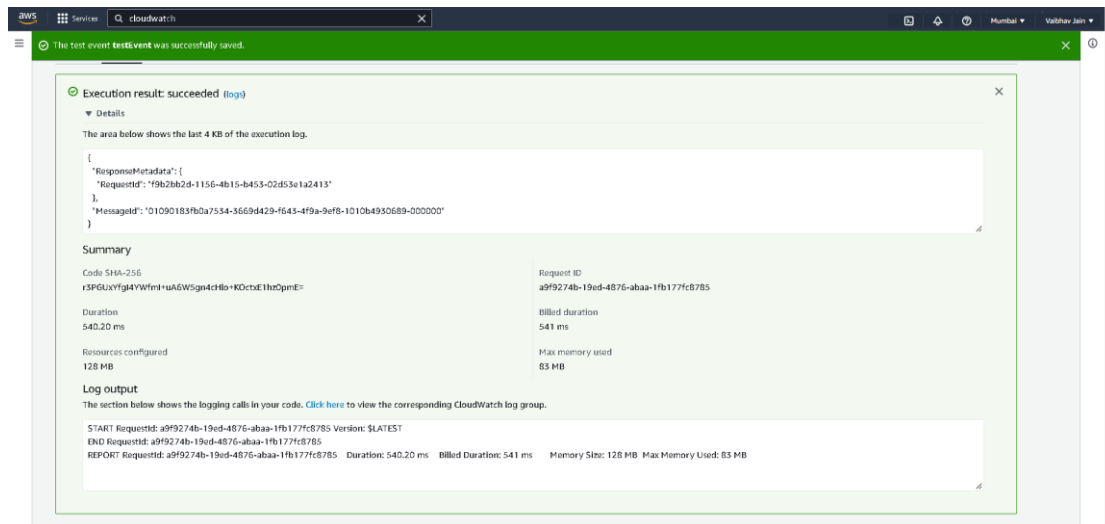 aws Services cloudwatch Mumbai ▼ Vaibhav Jain ▼
The test event testEvent was successfully saved.
Execution result: succeeded (logs)
▼ Details
The area below shows the last 4 KB of the execution log.
{
"ResponseMetadata": {
"RequestId": "f9b2bb2d-1156-4b15-b453-02d53e1a2413"
},
"MessageId": "01090183fb0a7534-3669d429-f643-4f9a-9ef8-1010b4930689-000000"
}
Summary
Code SHA-256
r3PGUxYfgI4YWfmI+uA6W5gn4cHlo+KOctxE1hzOpmE=
Request ID
a9f9274b-19ed-4876-abaa-1fb177fc8785
Duration
540.20 ms
Billed duration
541 ms
Resources configured
128 MB
Max memory used
83 MB
Log output
The section below shows the logging calls in your code. Click here to view the corresponding CloudWatch log group.
START RequestId: a9f9274b-19ed-4876-abaa-1fb177fc8785 Version: $LATEST
END RequestId: a9f9274b-19ed-4876-abaa-1fb177fc8785
REPORT RequestId: a9f9274b-19ed-4876-abaa-1fb177fc8785 Duration: 540.20 ms Billed Duration: 541 ms Memory Size: 128 MB Max Memory Used: 83 MB